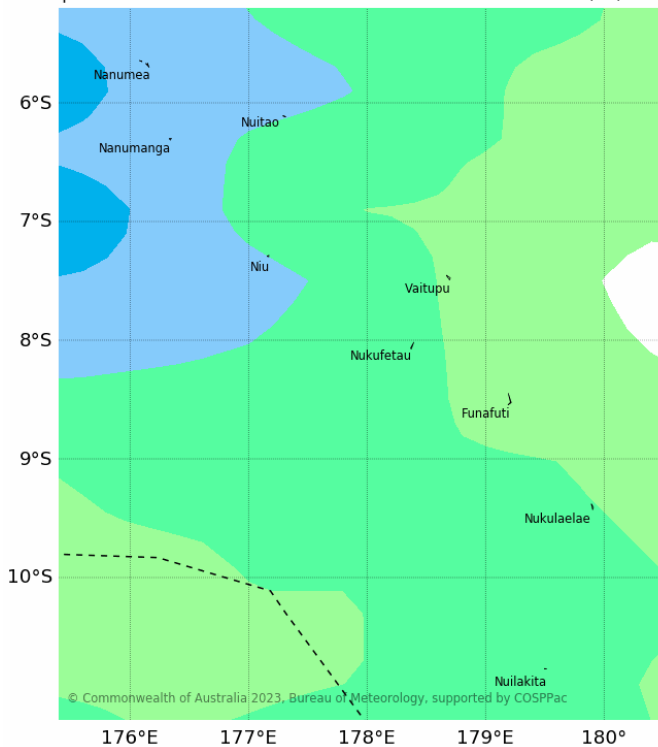 Nanumea
6°S
Nuitao
Nanumanga
7°S
Niu
Vaitupu
8°S
Nukufetau
Funafuti
9°S
Nukulaelae
10°S
Nuilakita
© Commonwealth of Australia 2023, Bureau of Meteorology, supported by COSPPac
176°E
177°E
178°E
179°E
180°